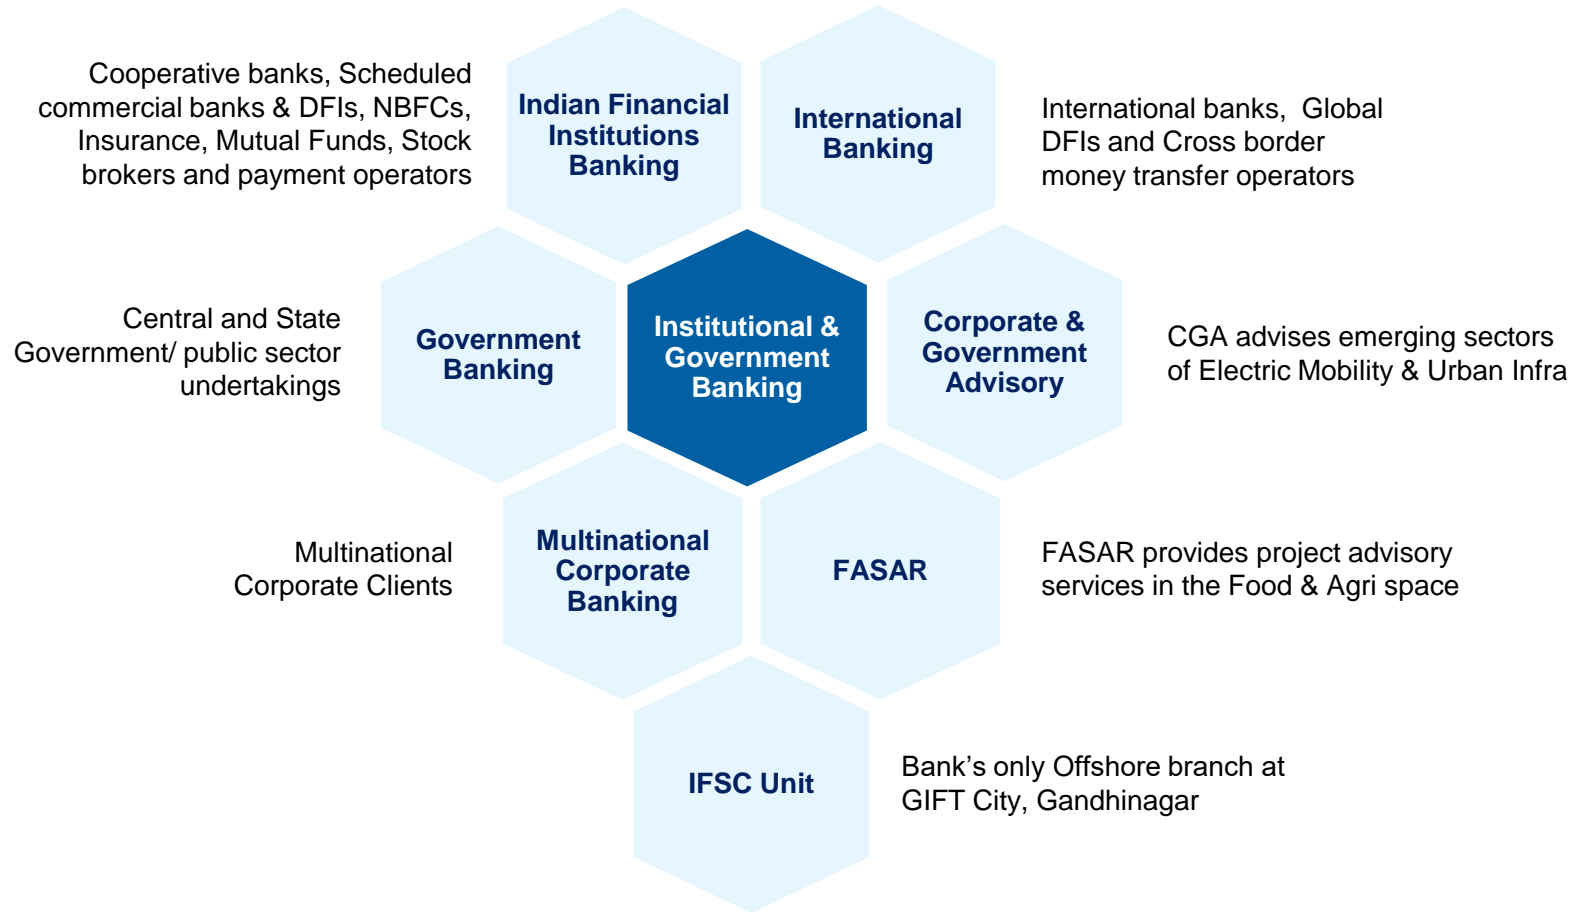 Cooperative banks, Scheduled
commercial banks & DFIs, NBFCs,
Insurance, Mutual Funds, Stock
brokers and payment operators
Indian Financial
Institutions
Banking
International
Banking
International banks, Global
DFIs and Cross border
money transfer operators
Central and State
Government/ public sector
undertakings
Government
Banking
Institutional &
Government
Banking
Corporate &
Government
Advisory
CGA advises emerging sectors
of Electric Mobility & Urban Infra
Multinational
Corporate Clients
Multinational
Corporate
Banking
FASAR
FASAR provides project advisory
services in the Food & Agri space
IFSC Unit
Bank’s only Offshore branch at
GIFT City, Gandhinagar